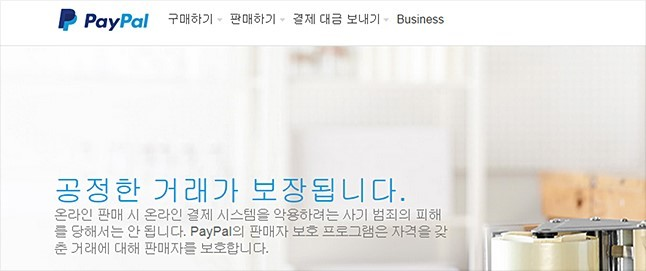 PayPal 구매하기 판매하기 결제 대금 보내기 Business
공정한 거래가 보장됩니다.
온라인 판매 시 온라인 결제 시스템을 악용하려는 사기 범죄의 피해
를 당해서는 안 됩니다. PayPal의 판매자 보호 프로그램은 자격을 갖
춘 거래에 대해 판매자를 보호합니다.